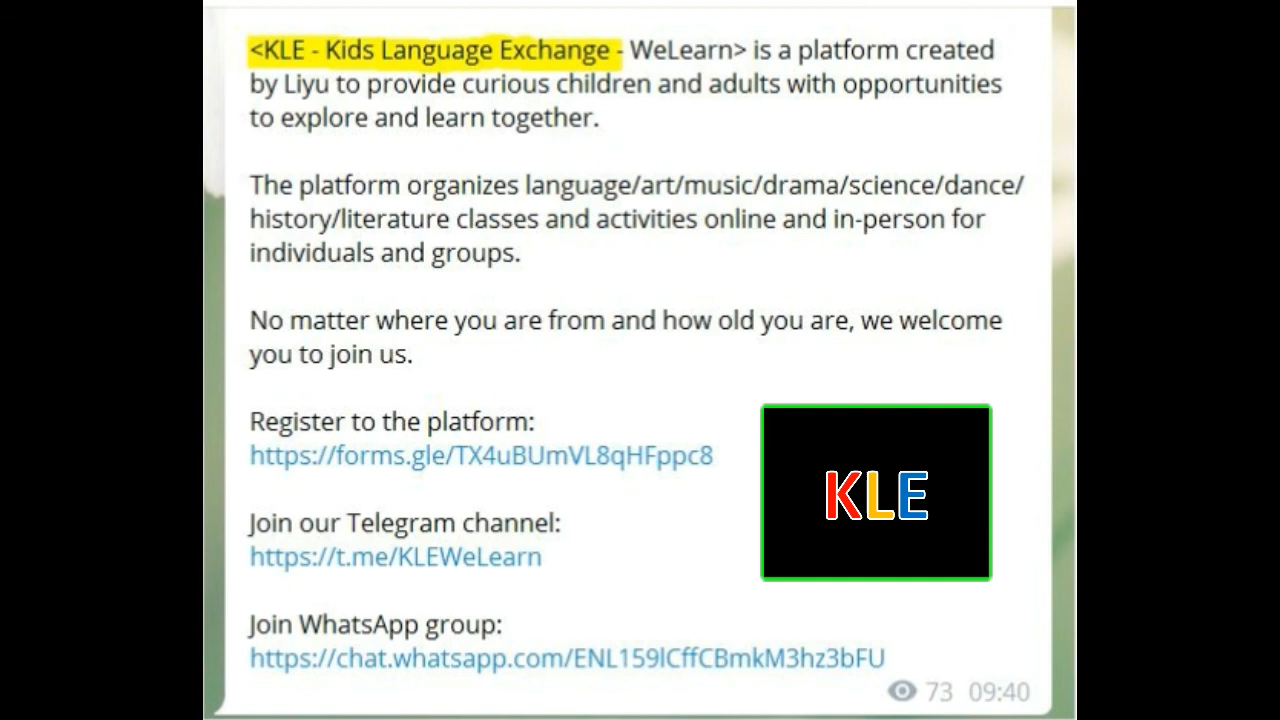 <KLE - Kids Language Exchange - WeLearn> is a platform created
by Liyu to provide curious children and adults with opportunities
to explore and learn together.
The platform organizes language/art/music/drama/science/dance/
history/literature classes and activities online and in-person for
individuals and groups.
No matter where you are from and how old you are, we welcome
you to join us.
Register to the platform:
https://forms.gle/TX4uBUmVL8qHFppc8
KLE
Join our Telegram channel:
https://t.me/KLEWeLearn
Join WhatsApp group:
https://chat.whatsapp.com/ENL159lCffCBmkM3hz3bFU
73 09:40